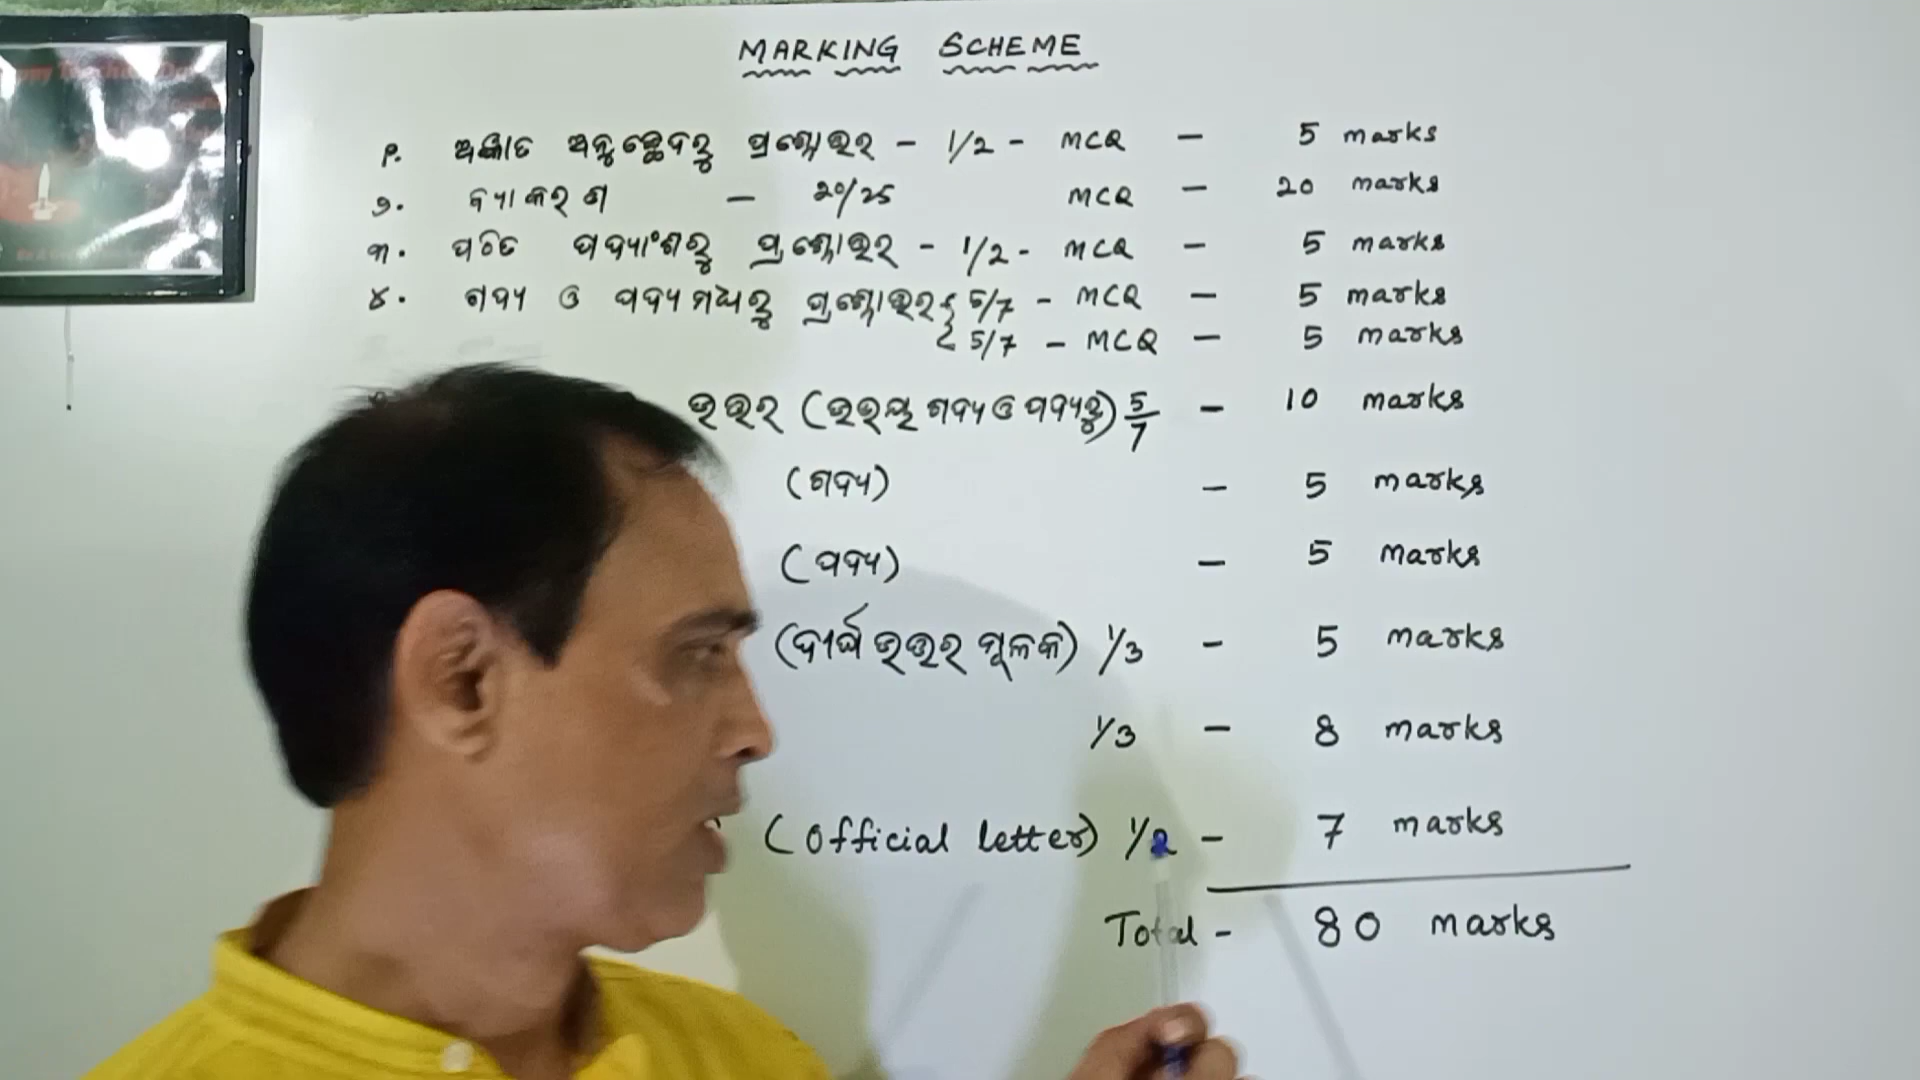 MARKING SCHEME
୧. ଅଜ୍ଞାତ ଅନୁଚ୍ଛେଦରୁ ପ୍ରଶ୍ନୋତ୍ତର - 1/2 - MCQ - 5 marks
୨. ବ୍ୟାକରଣ - 20/25 MCQ - 20 marks
୩. ପଠିତ ପଦ୍ୟାଂଶରୁ ପ୍ରଶ୍ନୋତ୍ତର - 1/2 - MCQ - 5 marks
୪. ଗଦ୍ୟ ଓ ପଦ୍ୟ ମଧ୍ୟରୁ ପ୍ରଶ୍ନୋତ୍ତର { 5/7 - MCQ - 5 marks
5/7 - MCQ - 5 marks
ଉତ୍ତର (ଉଭୟ ଗଦ୍ୟ ଓ ପଦ୍ୟରୁ) 5/7 - 10 marks
(ଗଦ୍ୟ) - 5 marks
(ପଦ୍ୟ) - 5 marks
(ଦୀର୍ଘ ଉତ୍ତର ମୂଳକ) 1/3 - 5 marks
1/3 - 8 marks
(Official letter) 1/2 - 7 marks
Total - 80 marks